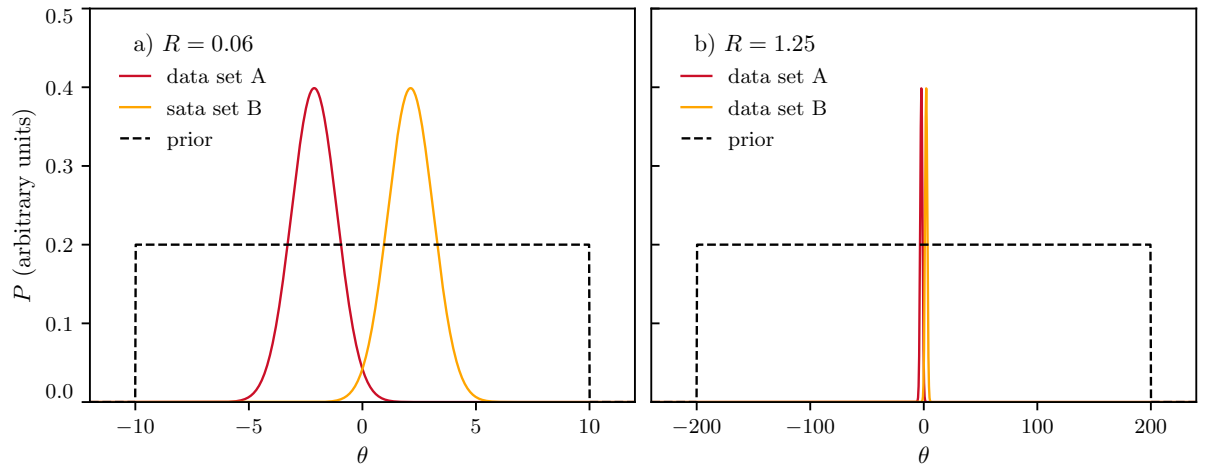 a) R = 0.06
data set A
sata set B
prior
0.5
0.4
0.3
0.2
0.1
0.0
P (arbitrary units)
−10
−5
0
5
10
θ
b) R = 1.25
data set A
data set B
prior
−200
−100
0
100
200
θ